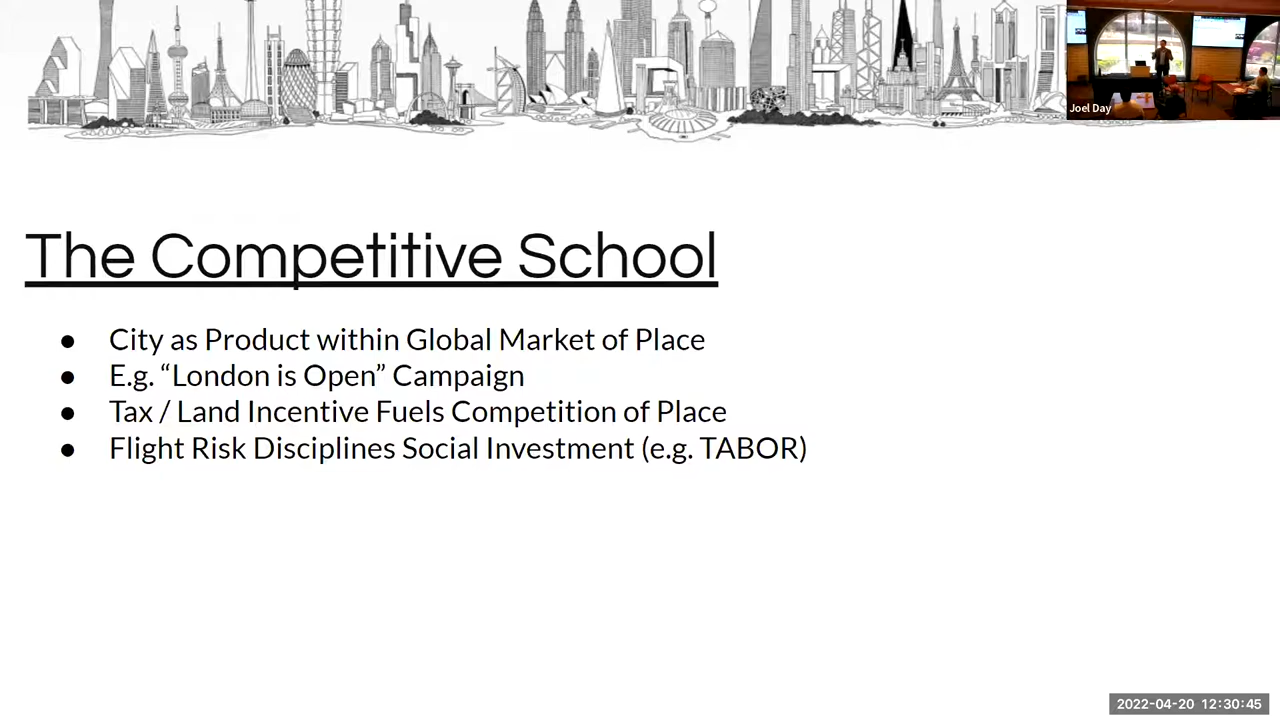 Joel Day
The Competitive School
● City as Product within Global Market of Place
● E.g. “London is Open” Campaign
● Tax / Land Incentive Fuels Competition of Place
● Flight Risk Disciplines Social Investment (e.g. TABOR)
2022-04-20 12:30:45